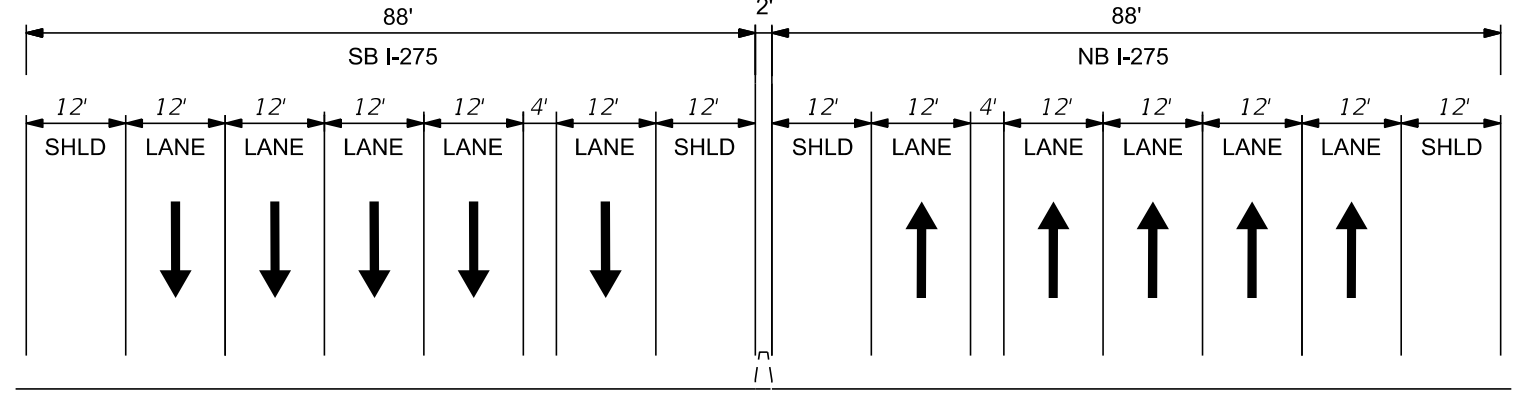 88' 2' 88'
SB I-275 NB I-275
12' 12' 12' 12' 12' 4' 12' 12' 12' 12' 4' 12' 12' 12' 12' 12'
SHLD LANE LANE LANE LANE LANE SHLD SHLD LANE LANE LANE LANE LANE SHLD